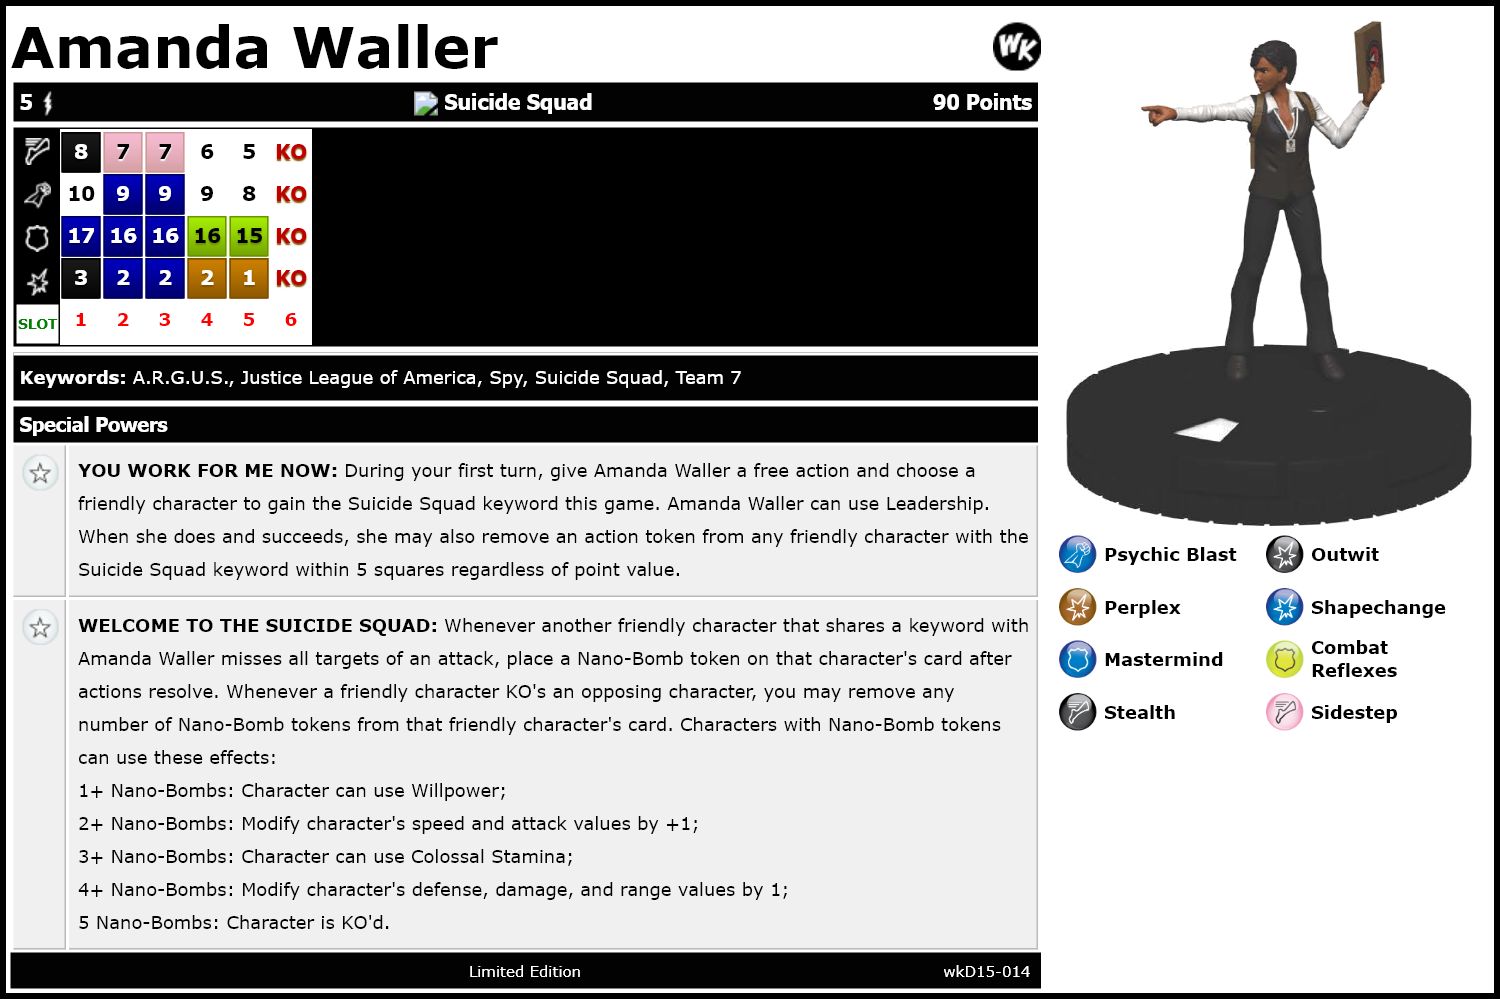 Amanda Waller
WK
5 Suicide Squad 90 Points
8 7 7 6 5 KO
10 9 9 9 8 KO
17 16 16 16 15 KO
3 2 2 2 1 KO
SLOT 1 2 3 4 5 6
Keywords: A.R.G.U.S., Justice League of America, Spy, Suicide Squad, Team 7
Special Powers
YOU WORK FOR ME NOW: During your first turn, give Amanda Waller a free action and choose a
friendly character to gain the Suicide Squad keyword this game. Amanda Waller can use Leadership.
When she does and succeeds, she may also remove an action token from any friendly character with the
Suicide Squad keyword within 5 squares regardless of point value.
WELCOME TO THE SUICIDE SQUAD: Whenever another friendly character that shares a keyword with
Amanda Waller misses all targets of an attack, place a Nano-Bomb token on that character's card after
actions resolve. Whenever a friendly character KO's an opposing character, you may remove any
number of Nano-Bomb tokens from that friendly character's card. Characters with Nano-Bomb tokens
can use these effects:
1+ Nano-Bombs: Character can use Willpower;
2+ Nano-Bombs: Modify character's speed and attack values by +1;
3+ Nano-Bombs: Character can use Colossal Stamina;
4+ Nano-Bombs: Modify character's defense, damage, and range values by 1;
5 Nano-Bombs: Character is KO'd.
Limited Edition wkD15-014
Psychic Blast Outwit
Perplex Shapechange
Mastermind Combat
Reflexes
Stealth Sidestep